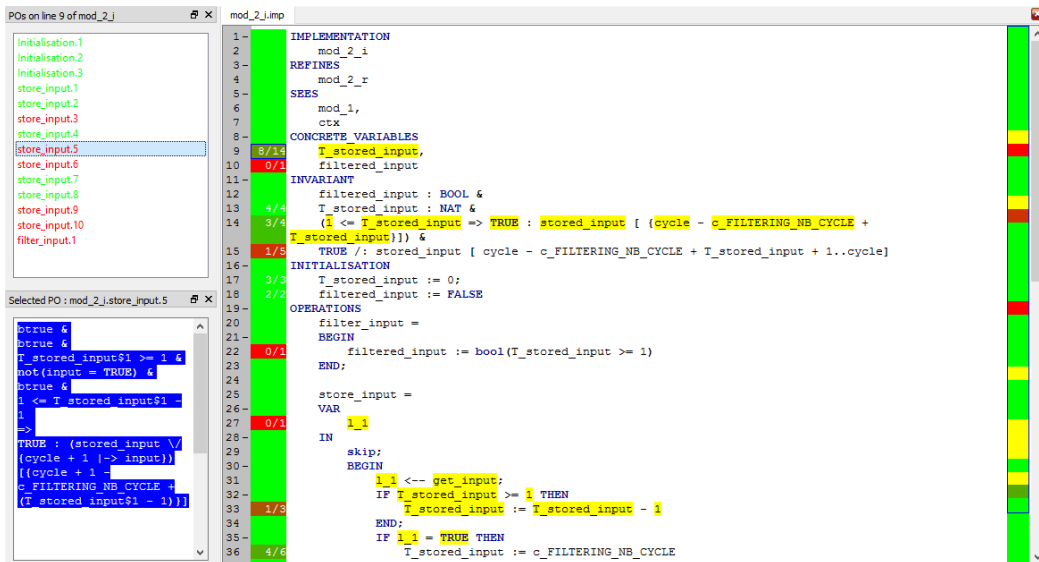 POs on line 9 of mod_2_i
Initialisation.1
Initialisation.2
Initialisation.3
store_input.1
store_input.2
store_input.3
store_input.4
store_input.5
store_input.6
store_input.7
store_input.8
store_input.9
store_input.10
filter_input.1
Selected PO : mod_2_i.store_input.5
btrue &
btrue &
T_stored_input$1 >= 1 &
not(input = TRUE) &
btrue &
1 <= T_stored_input$1 -
1
=>
TRUE : (stored_input \/
{cycle + 1 |-> input})
[{cycle + 1 -
c_FILTERING_NB_CYCLE +
(T_stored_input$1 - 1)}]
mod_2_i.imp
1 IMPLEMENTATION
2 mod_2_i
3 REFINES
4 mod_2_r
5 SEES
6 mod_1,
7 ctx
8 CONCRETE_VARIABLES
9 8/14 T_stored_input,
10 0/1 filtered_input
11 INVARIANT
12 filtered_input : BOOL &
13 4/4 T_stored_input : NAT &
14 3/4 (1 <= T_stored_input => TRUE : stored_input [ {cycle - c_FILTERING_NB_CYCLE +
T_stored_input}]) &
15 1/5 TRUE /: stored_input [ cycle - c_FILTERING_NB_CYCLE + T_stored_input + 1..cycle]
16 INITIALISATION
17 3/3 T_stored_input := 0;
18 2/2 filtered_input := FALSE
19 OPERATIONS
20 filter_input =
21 BEGIN
22 0/1 filtered_input := bool(T_stored_input >= 1)
23 END;
24
25 store_input =
26 VAR
27 0/1 l_1
28 IN
29 skip;
30 BEGIN
31 l_1 <-- get_input;
32 IF T_stored_input >= 1 THEN
33 1/3 T_stored_input := T_stored_input - 1
34 END;
35 IF l_1 = TRUE THEN
36 4/6 T_stored_input := c_FILTERING_NB_CYCLE